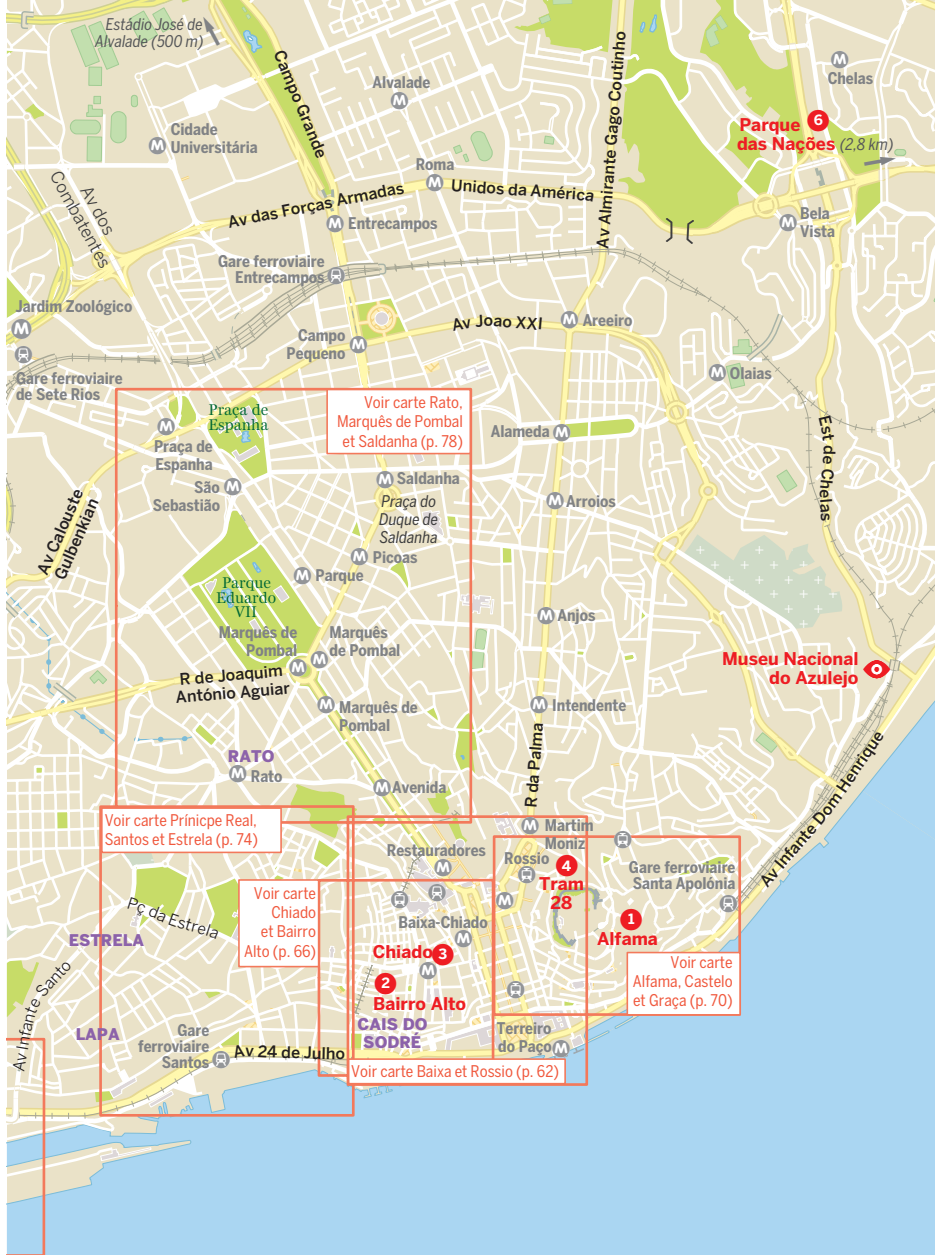 Estádio José de
Alvalade (500 m)
Campo Grande
Alvalade
M
Av Almirante Gago Coutinho
M
Chelas
Cidade
M Universitária
Parque 6
das Nações (2,8 km)
Roma
M
Av dos
Combatentes
Av das Forças Armadas
Unidos da América
M Entrecampos
M Bela
Vista
Gare ferroviaire
Entrecampos
Jardim Zoológico
M
Gare ferroviaire
de Sete Rios
Campo
Pequeno M
Av Joao XXI
M Areeiro
M Olaias
Voir carte Rato,
Marquês de Pombal
et Saldanha (p. 78)
Praça de
Espanha
M
Praça de
Espanha
Alameda M
Est de Chelas
São
Sebastião M
M Saldanha
Praça do
Duque de
Saldanha
M Arroios
Av Calouste
Gulbenkian
M Picoas
M Parque
Parque
Eduardo
VII
M Anjos
Marquês de
Pombal M
Marquês
M de Pombal
Museu Nacional
do Azulejo
R de Joaquim
António Aguiar
M Marquês de
Pombal
M Intendente
RATO
M Rato
M Avenida
R da Palma
Av Infante Dom Henrique
Voir carte Prínicpe Real,
Santos et Estrela (p. 74)
M Martim
Moniz
Restauradores
M
Rossio
4
Tram
28
Gare ferroviaire
Santa Apolónia
Voir carte
Chiado
et Bairro
Alto (p. 66)
Pç da Estrela
M
Baixa-Chiado
M
1
Alfama
ESTRELA
Chiado 3
M
2
Bairro Alto
Voir carte
Alfama, Castelo
et Graça (p. 70)
Av Infante Santo
LAPA
CAIS DO
SODRÉ
Gare
ferroviaire
Santos
Av 24 de Julho
Terreiro
do Paço M
Voir carte Baixa et Rossio (p. 62)